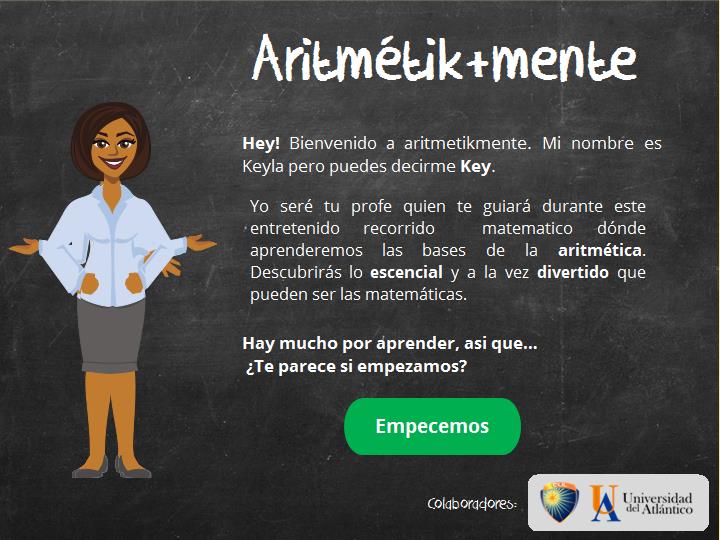 Aritmétik+mente
Hey! Bienvenido a aritmetikmente. Mi nombre es
Keyla pero puedes decirme Key.
Yo seré tu profe quien te guiará durante este
entretenido recorrido matematico dónde
aprenderemos las bases de la aritmética.
Descubrirás lo escencial y a la vez divertido que
pueden ser las matemáticas.
Hay mucho por aprender, asi que...
¿Te parece si empezamos?
Empecemos
Colaboradores:
UA
Universidad
del Atlántico